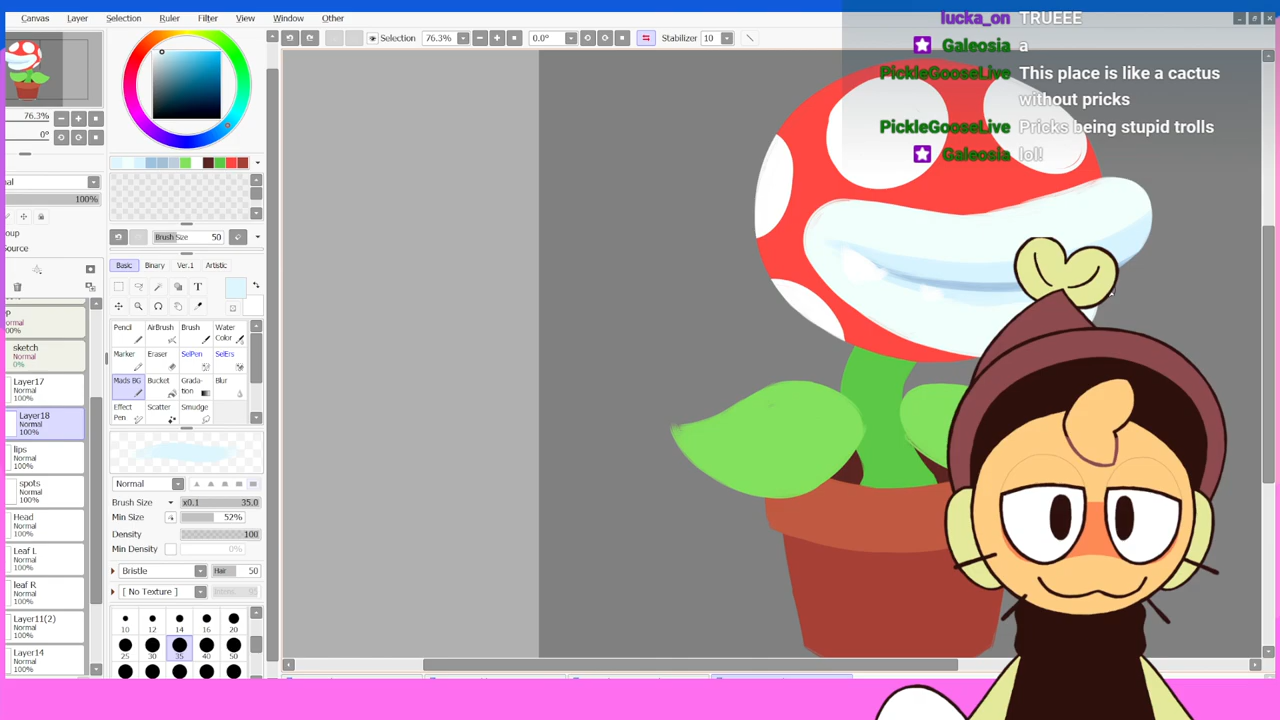 Canvas Layer Selection Ruler Filter View Window Other
lucka_on TRUEEE
Galeosia a
PickleGooseLive This place is like a cactus
without pricks
PickleGooseLive Pricks being stupid trolls
Galeosia lol!
Selection 76.3% 0.0° Stabilizer 10
76.3%
0°
100%
Source
Brush Size 50
Basic Binary Ver.1 Artistic
T
Pencil AirBrush Brush Water
Color
Marker Eraser SelPen SelErs
Mads BG Bucket Grada-
tion Blur
Effect
Pen Scatter Smudge
Normal
Brush Size x0.1 35.0
Min Size 52%
Density 100
Min Density 0%
Bristle Hair 50
[ No Texture ]
10 12 14 16 20
25 30 35 40 50
sketch
Normal
0%
Layer17
Normal
100%
Layer18
Normal
100%
lips
Normal
100%
spots
Normal
100%
Head
Normal
100%
Leaf L
Normal
100%
leaf R
Normal
100%
Layer11(2)
Normal
100%
Layer14
Normal
100%